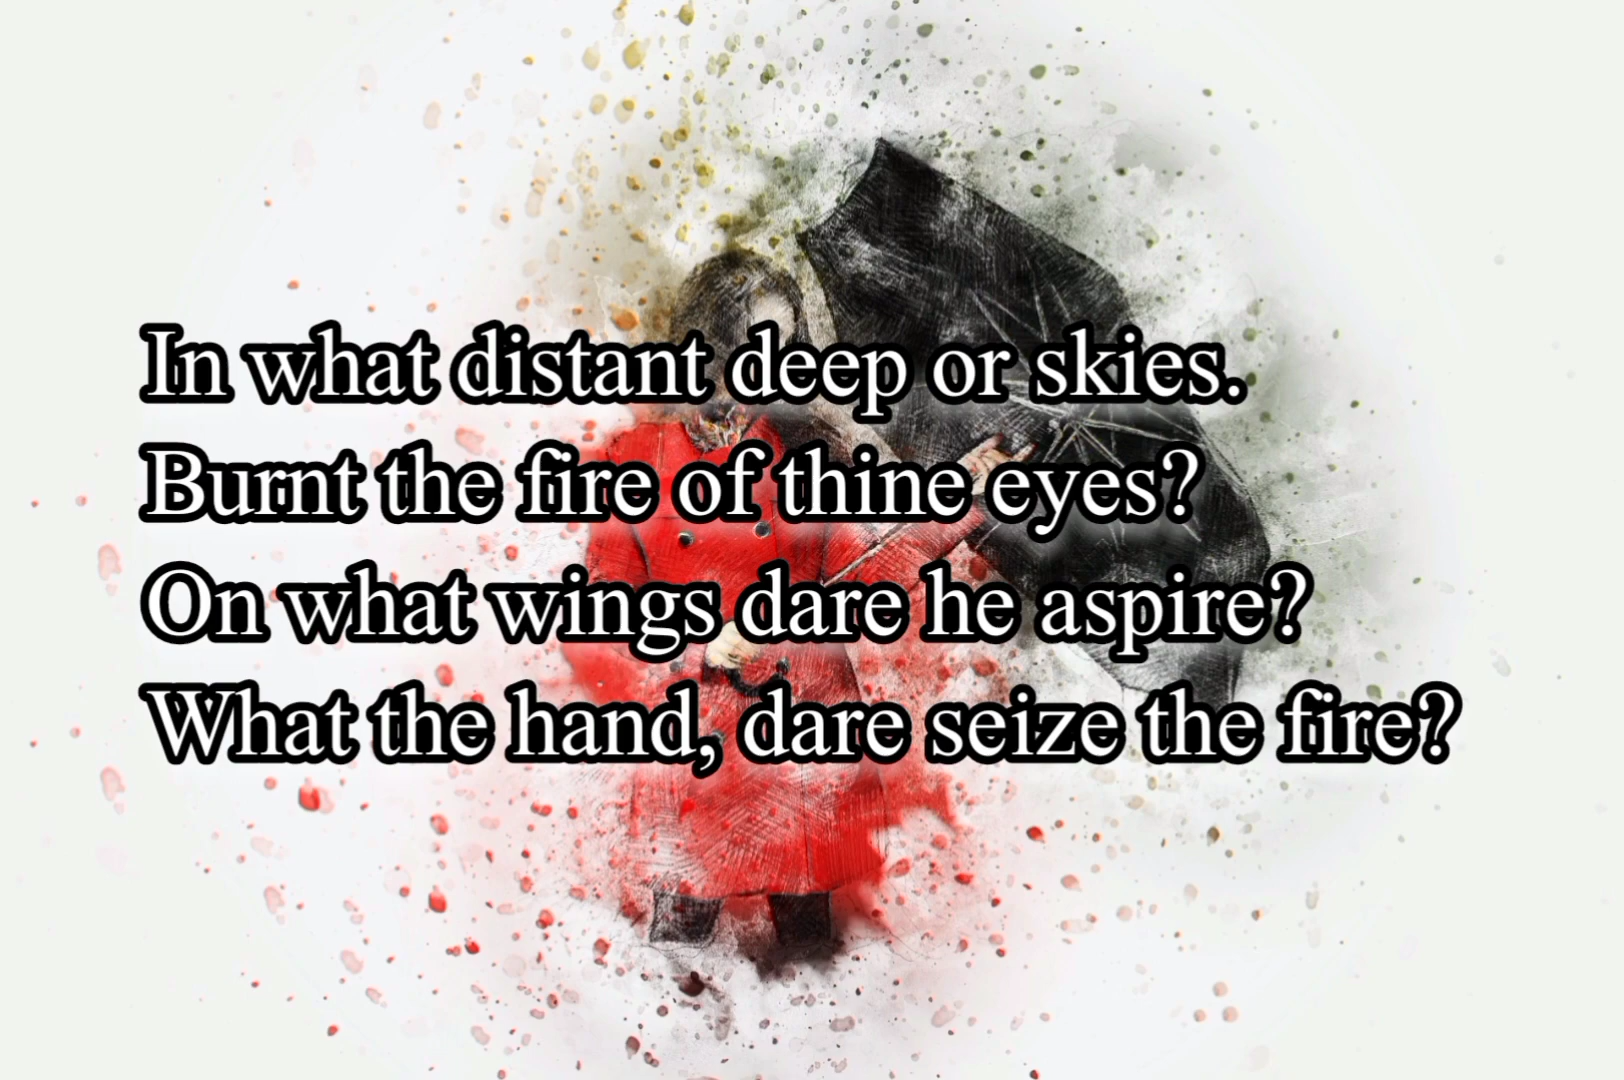 In what distant deep or skies.
Burnt the fire of thine eyes?
On what wings dare he aspire?
What the hand, dare seize the fire?